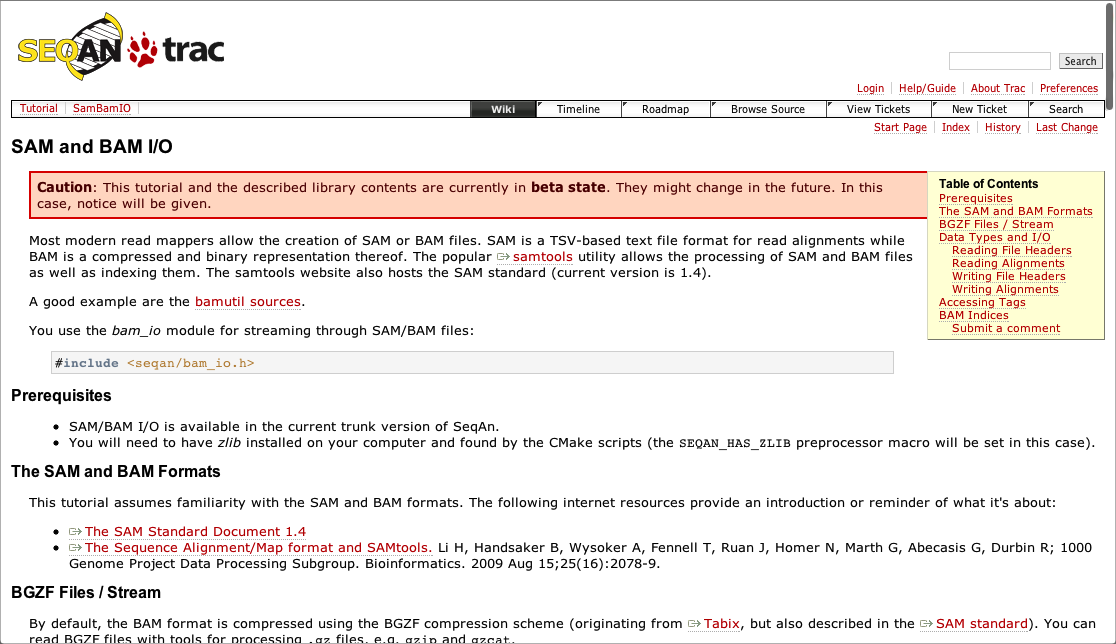 SEQAN trac
Search
Login Help/Guide About Trac Preferences
Tutorial SamBamIO Wiki Timeline Roadmap Browse Source View Tickets New Ticket Search
Start Page Index History Last Change
SAM and BAM I/O
Caution: This tutorial and the described library contents are currently in beta state. They might change in the future. In this
case, notice will be given.
Table of Contents
Prerequisites
The SAM and BAM Formats
BGZF Files / Stream
Data Types and I/O
Reading File Headers
Reading Alignments
Writing File Headers
Writing Alignments
Accessing Tags
BAM Indices
Submit a comment
Most modern read mappers allow the creation of SAM or BAM files. SAM is a TSV-based text file format for read alignments while
BAM is a compressed and binary representation thereof. The popular samtools utility allows the processing of SAM and BAM files
as well as indexing them. The samtools website also hosts the SAM standard (current version is 1.4).
A good example are the bamutil sources.
You use the bam_io module for streaming through SAM/BAM files:
#include <seqan/bam_io.h>
Prerequisites
• SAM/BAM I/O is available in the current trunk version of SeqAn.
• You will need to have zlib installed on your computer and found by the CMake scripts (the SEQAN_HAS_ZLIB preprocessor macro will be set in this case).
The SAM and BAM Formats
This tutorial assumes familiarity with the SAM and BAM formats. The following internet resources provide an introduction or reminder of what it's about:
• The SAM Standard Document 1.4
• The Sequence Alignment/Map format and SAMtools. Li H, Handsaker B, Wysoker A, Fennell T, Ruan J, Homer N, Marth G, Abecasis G, Durbin R; 1000
Genome Project Data Processing Subgroup. Bioinformatics. 2009 Aug 15;25(16):2078-9.
BGZF Files / Stream
By default, the BAM format is compressed using the BGZF compression scheme (originating from Tabix, but also described in the SAM standard). You can
read BGZF files with tools for processing .gz files, e.g. gzip and gzcat.